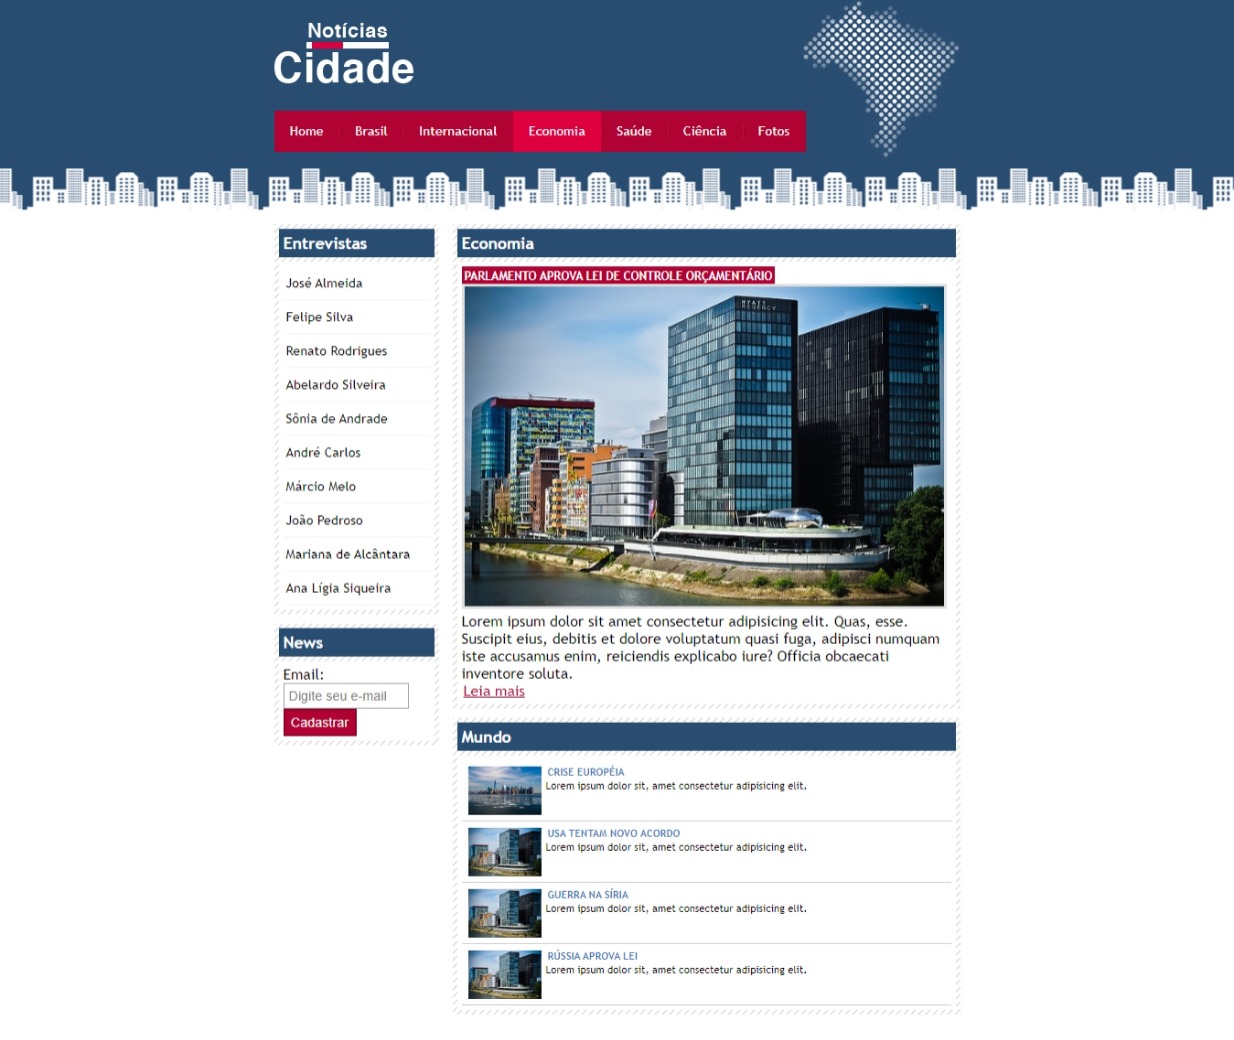 Notícias
Cidade
Home Brasil Internacional Economia Saúde Ciência Fotos
Entrevistas
José Almeida
Felipe Silva
Renato Rodrigues
Abelardo Silveira
Sônia de Andrade
André Carlos
Márcio Melo
João Pedroso
Mariana de Alcântara
Ana Lígia Siqueira
News
Email:
Digite seu e-mail
Cadastrar
Economia
PARLAMENTO APROVA LEI DE CONTROLE ORÇAMENTÁRIO
HYATT
REGENCY
Lorem ipsum dolor sit amet consectetur adipisicing elit. Quas, esse.
Suscipit eius, debitis et dolore voluptatum quasi fuga, adipisci numquam
iste accusamus enim, reiciendis explicabo iure? Officia obcaecati
inventore soluta.
Leia mais
Mundo
CRISE EUROPÉIA
Lorem ipsum dolor sit, amet consectetur adipisicing elit.
USA TENTAM NOVO ACORDO
Lorem ipsum dolor sit, amet consectetur adipisicing elit.
GUERRA NA SÍRIA
Lorem ipsum dolor sit, amet consectetur adipisicing elit.
RÚSSIA APROVA LEI
Lorem ipsum dolor sit, amet consectetur adipisicing elit.